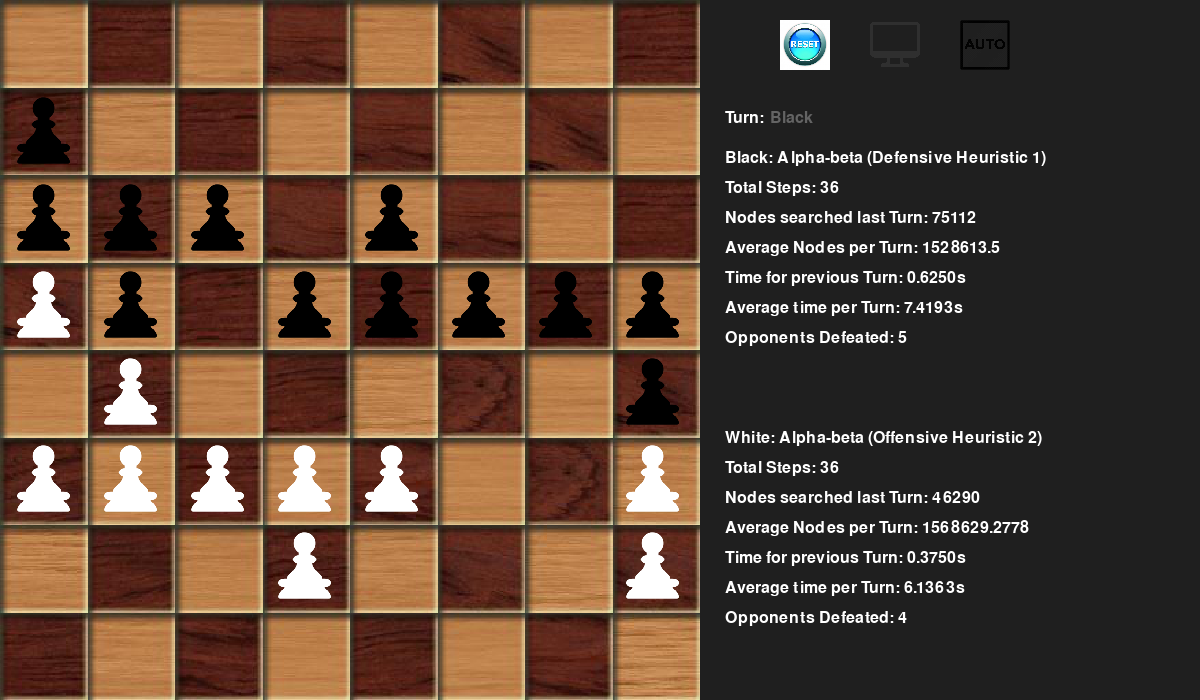 RESET
AUTO
Turn: Black
Black: Alpha-beta (Defensive Heuristic 1)
Total Steps: 36
Nodes searched last Turn: 75112
Average Nodes per Turn: 1528613.5
Time for previous Turn: 0.6250s
Average time per Turn: 7.4193s
Opponents Defeated: 5
White: Alpha-beta (Offensive Heuristic 2)
Total Steps: 36
Nodes searched last Turn: 46290
Average Nodes per Turn: 1568629.2778
Time for previous Turn: 0.3750s
Average time per Turn: 6.1363s
Opponents Defeated: 4